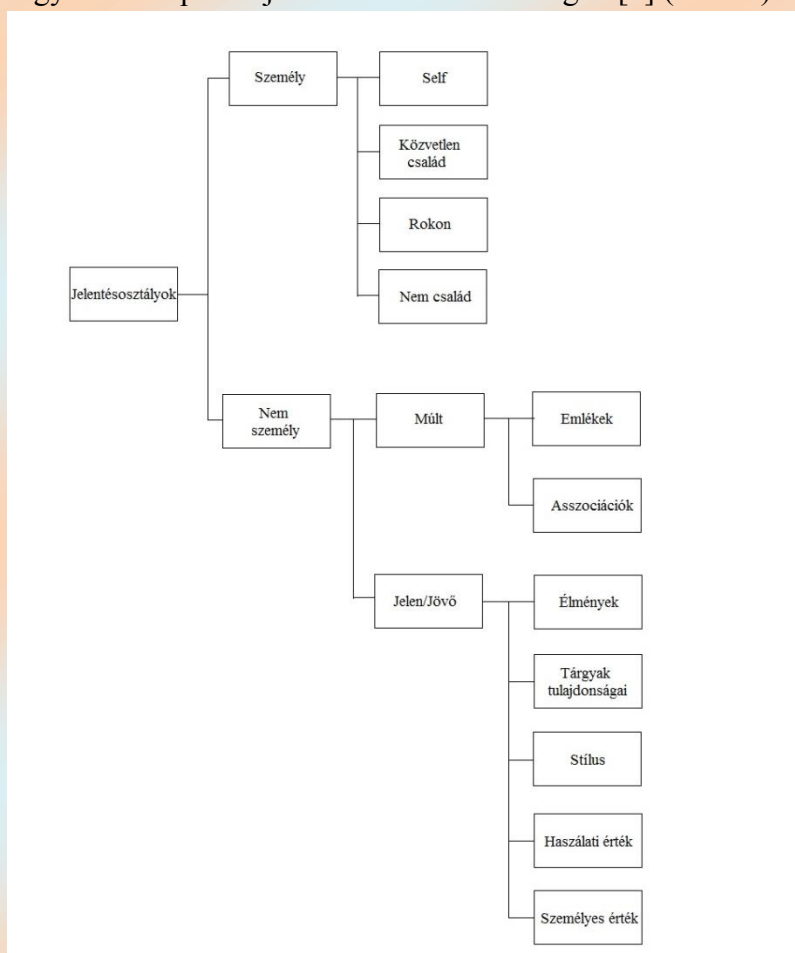 Személy
Self
Közvetlen
család
Rokon
Nem család
Jelentésosztályok
Nem
személy
Múlt
Emlékek
Asszociációk
Jelen/Jövő
Élmények
Tárgyak
tulajdonságai
Stílus
Haszálati érték
Személyes érték